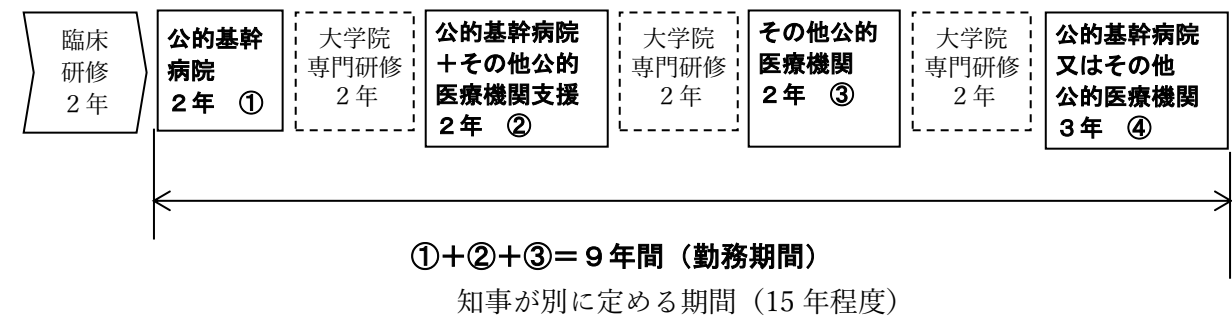 臨床
研修
２年
公的基幹
病院
２年 ①
大学院
専門研修
２年
公的基幹病院
＋その他公的
医療機関支援
２年 ②
大学院
専門研修
２年
その他公的
医療機関
２年 ③
大学院
専門研修
２年
公的基幹病院
又はその他
公的医療機関
３年 ④
①＋②＋③＝９年間（勤務期間）
知事が別に定める期間（15 年程度）